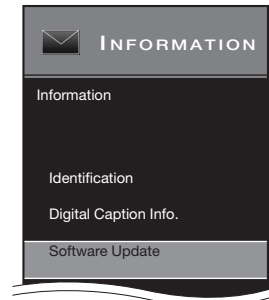 INFORMATION
Information
Identification
Digital Caption Info.
Software Update